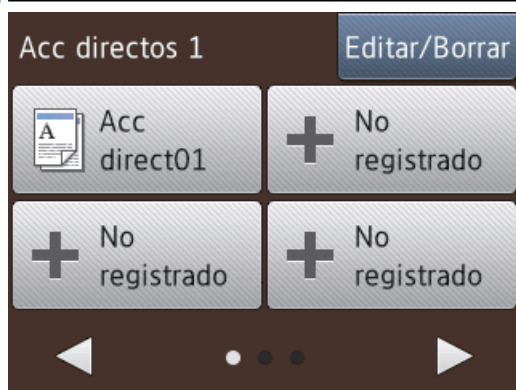 Acc directos 1
Editar/Borrar
Acc
direct01
No
registrado
No
registrado
No
registrado